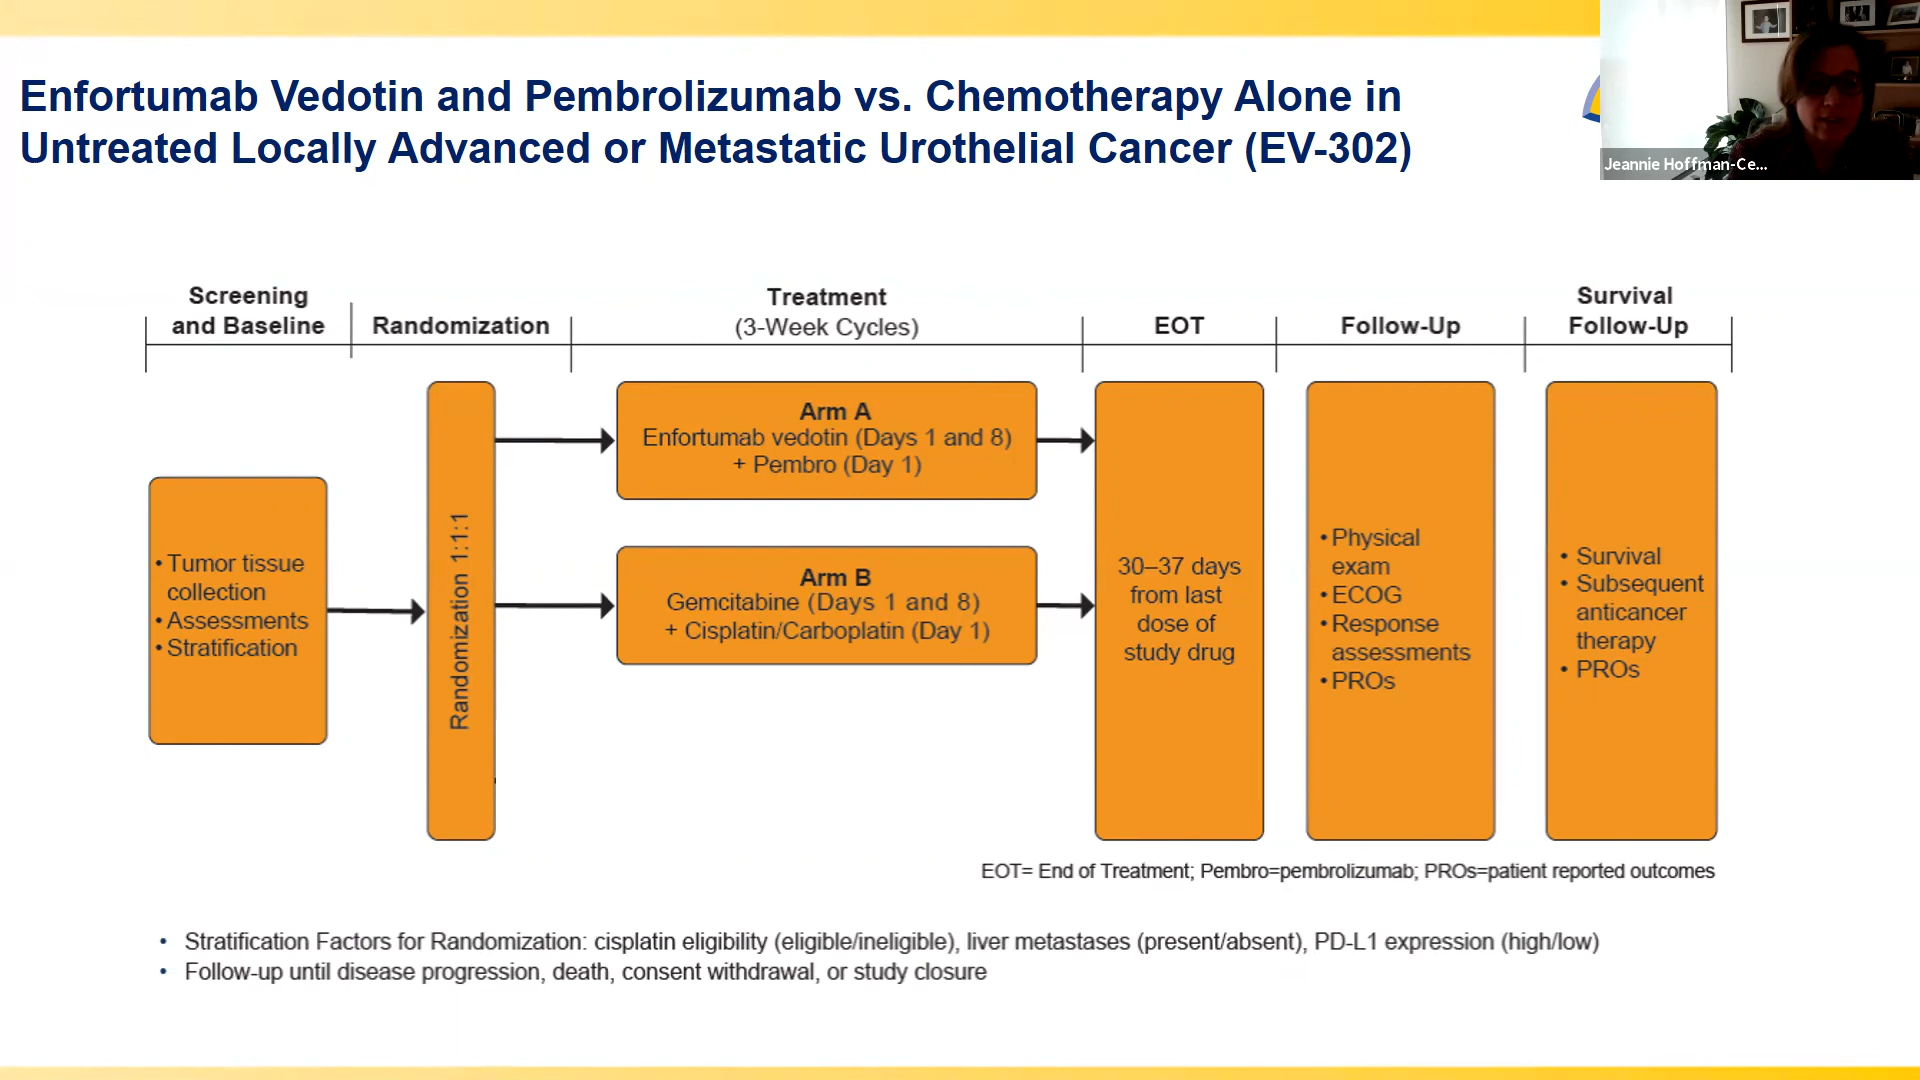 Enfortumab Vedotin and Pembrolizumab vs. Chemotherapy Alone in
Untreated Locally Advanced or Metastatic Urothelial Cancer (EV-302)
Jeannie Hoffman-Ce...
Screening
and Baseline
Randomization
Treatment
(3-Week Cycles)
EOT
Follow-Up
Survival
Follow-Up
• Tumor tissue
collection
• Assessments
• Stratification
Randomization 1:1:1
Arm A
Enfortumab vedotin (Days 1 and 8)
+ Pembro (Day 1)
Arm B
Gemcitabine (Days 1 and 8)
+ Cisplatin/Carboplatin (Day 1)
30–37 days
from last
dose of
study drug
• Physical
exam
• ECOG
• Response
assessments
• PROs
• Survival
• Subsequent
anticancer
therapy
• PROs
EOT= End of Treatment; Pembro=pembrolizumab; PROs=patient reported outcomes
• Stratification Factors for Randomization: cisplatin eligibility (eligible/ineligible), liver metastases (present/absent), PD-L1 expression (high/low)
• Follow-up until disease progression, death, consent withdrawal, or study closure